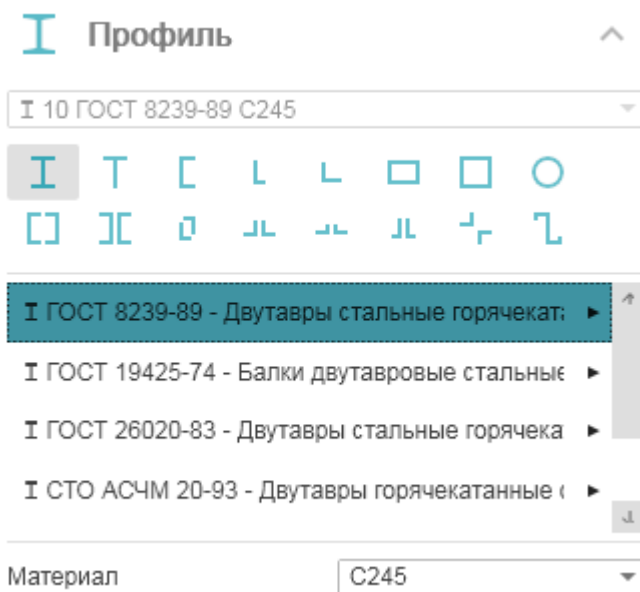 Профиль
10 ГОСТ 8239-89 С245
ГОСТ 8239-89 - Двутавры стальные горячекат
ГОСТ 19425-74 - Балки двутавровые стальные
ГОСТ 26020-83 - Двутавры стальные горячека
СТО АСЧМ 20-93 - Двутавры горячекатанные
Материал С245